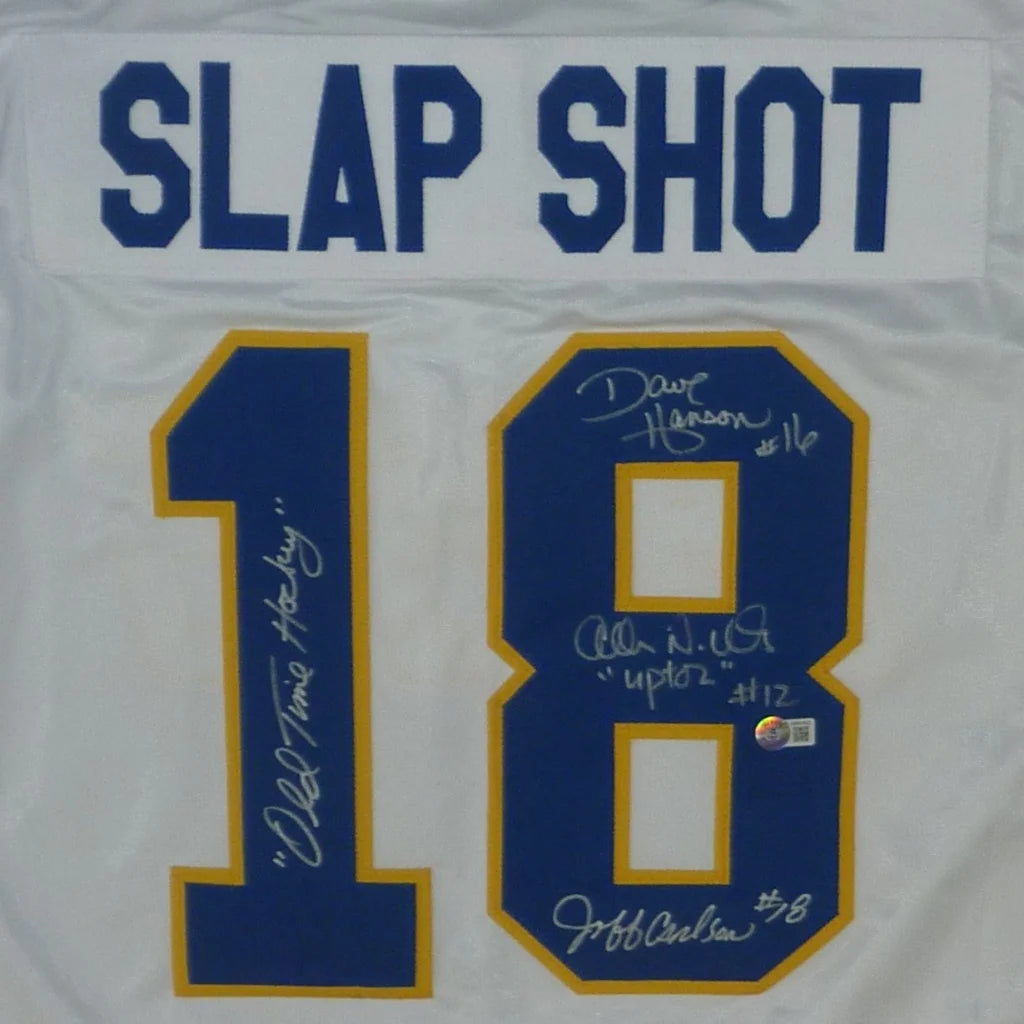 SLAP SHOT
18
"Old Time Hockey"
Dave
Hanson
#16
"upton"
#12
Jeff Carlson #18